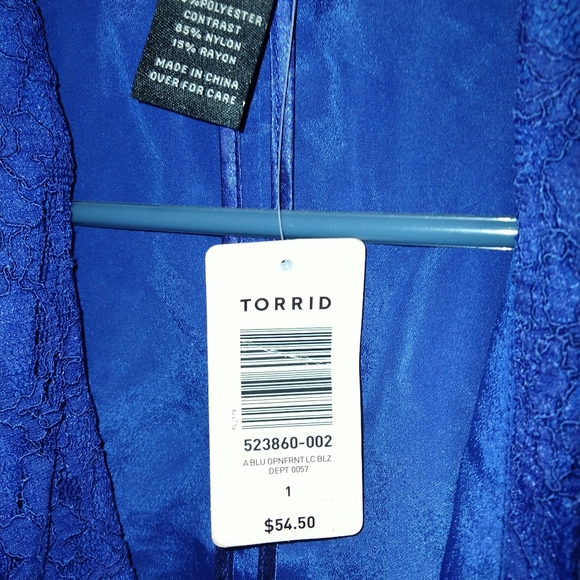 %POLYESTER
CONTRAST
85% NYLON
15% RAYON
MADE IN CHINA
OVER FOR CARE
TORRID
523860-002
A BLU OPNFRNT LC BLZ
DEPT 0057
1
$54.50